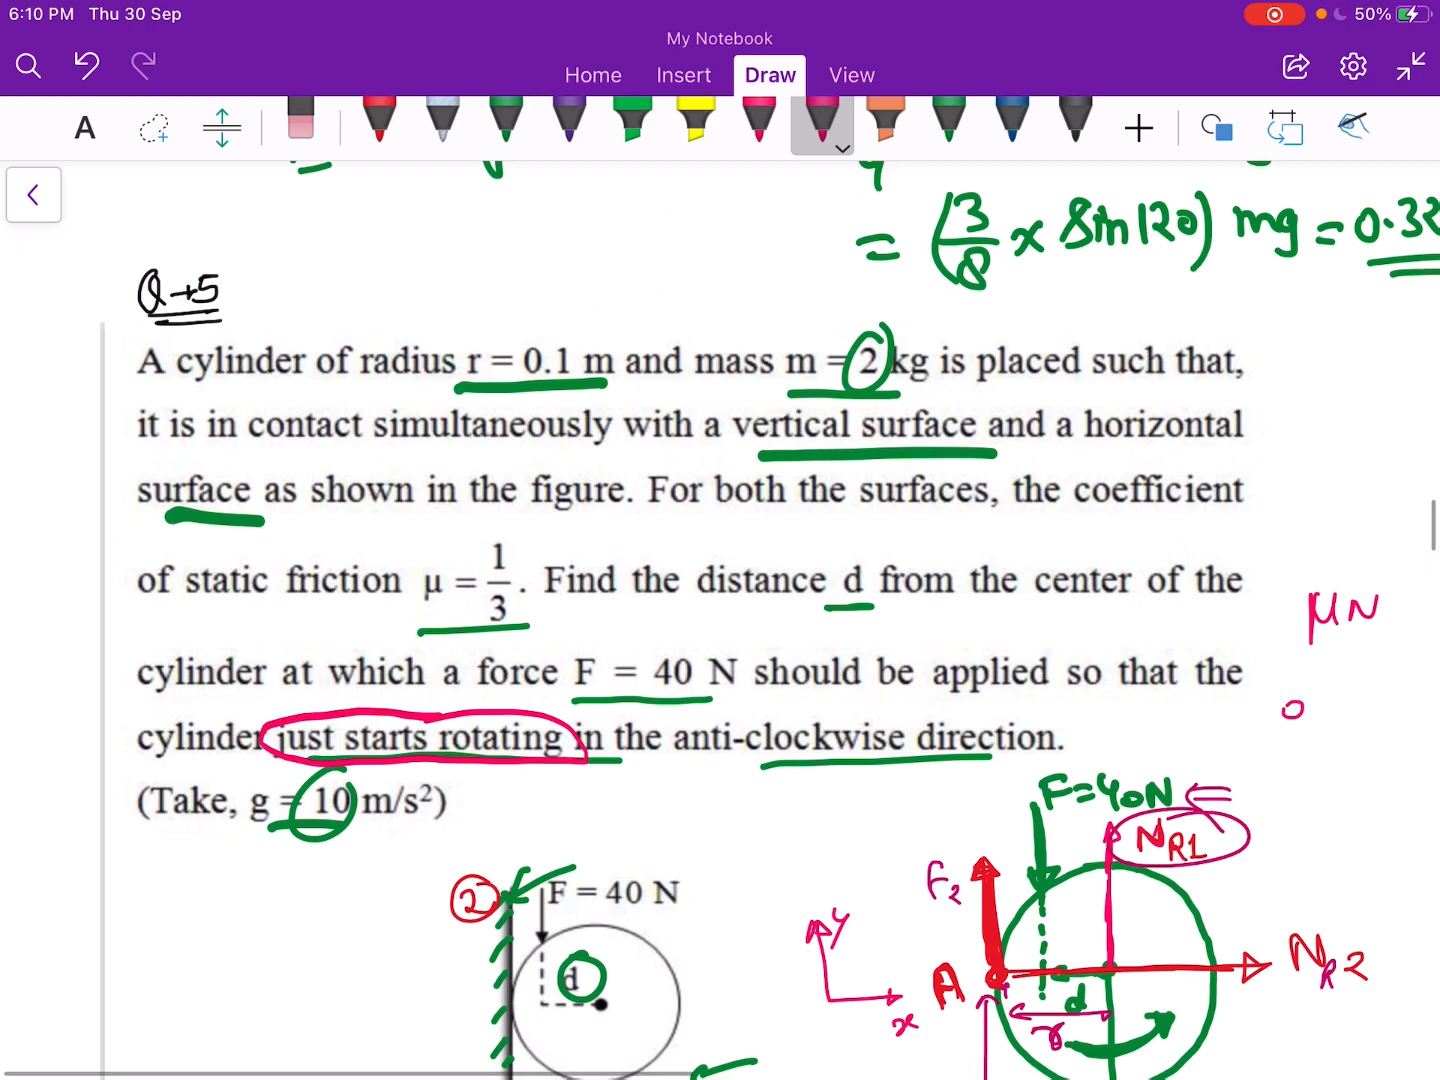 6:10 PM Thu 30 Sep
50%
My Notebook
Home Insert Draw View
A
= (3/8 x Sin 120) mg = 0.32
Q→5
A cylinder of radius r = 0.1 m and mass m = 2 kg is placed such that,
it is in contact simultaneously with a vertical surface and a horizontal
surface as shown in the figure. For both the surfaces, the coefficient
of static friction μ = 1/3. Find the distance d from the center of the
μN
cylinder at which a force F = 40 N should be applied so that the
cylinder just starts rotating in the anti-clockwise direction.
(Take, g = 10 m/s²)
F=40N
NR1
F2
2
F = 40 N
y
A
NR2
d
d
x
r